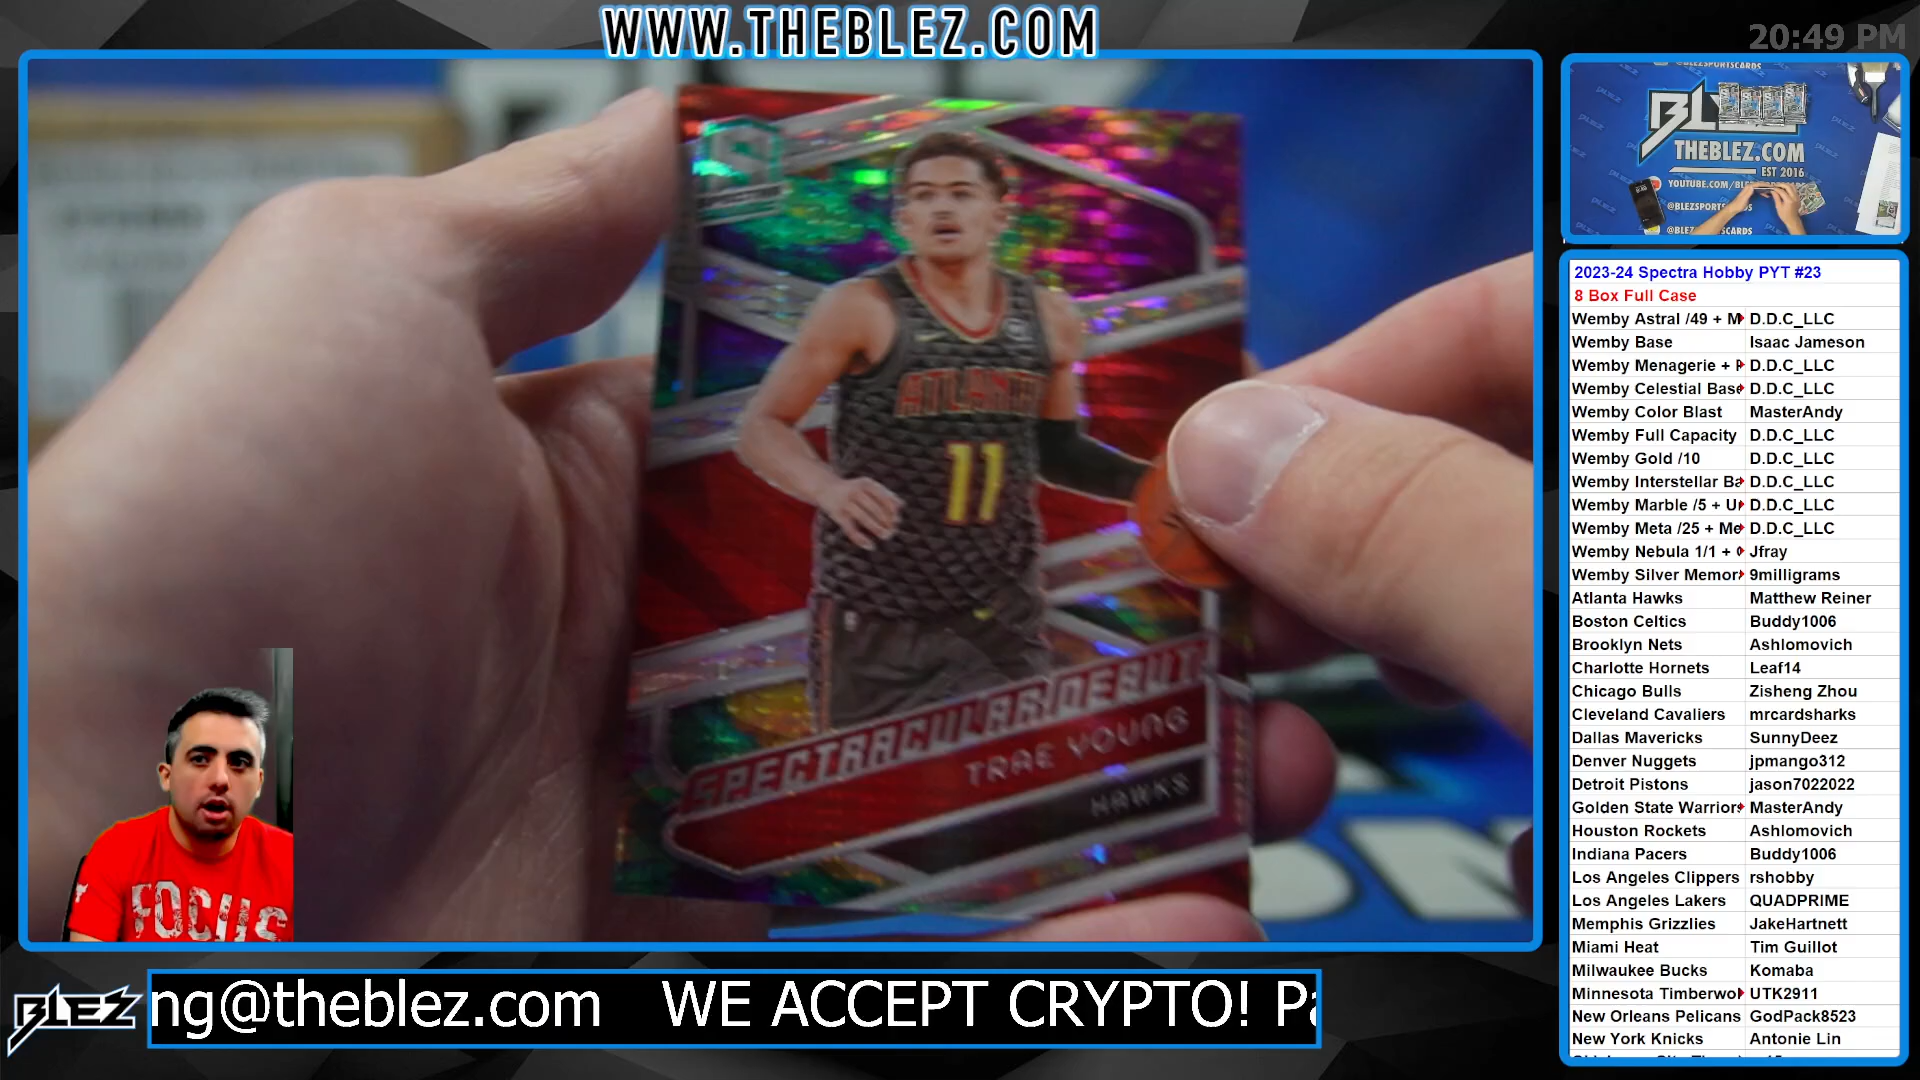 WWW.THEBLEZ.COM
20:49 PM
ATLANTA
11
SPECTRACULAR DEBUT
TRAE YOUNG
HAWKS
FOCUS
THEBLEZ.COM
EST 2016
@BLEZSPORTSCARDS
2023-24 Spectra Hobby PYT #23
8 Box Full Case
Wemby Astral /49 + M D.D.C_LLC
Wemby Base Isaac Jameson
Wemby Menagerie + D.D.C_LLC
Wemby Celestial Base D.D.C_LLC
Wemby Color Blast MasterAndy
Wemby Full Capacity D.D.C_LLC
Wemby Gold /10 D.D.C_LLC
Wemby Interstellar Ba D.D.C_LLC
Wemby Marble /5 + U D.D.C_LLC
Wemby Meta /25 + Me D.D.C_LLC
Wemby Nebula 1/1 + Jfray
Wemby Silver Memor 9milligrams
Atlanta Hawks Matthew Reiner
Boston Celtics Buddy1006
Brooklyn Nets Ashlomovich
Charlotte Hornets Leaf14
Chicago Bulls Zisheng Zhou
Cleveland Cavaliers mrcardsharks
Dallas Mavericks SunnyDeez
Denver Nuggets jpmango312
Detroit Pistons jason7022022
Golden State Warriors MasterAndy
Houston Rockets Ashlomovich
Indiana Pacers Buddy1006
Los Angeles Clippers rshobby
Los Angeles Lakers QUADPRIME
Memphis Grizzlies JakeHartnett
Miami Heat Tim Guillot
Milwaukee Bucks Komaba
Minnesota Timberwol UTK2911
New Orleans Pelicans GodPack8523
New York Knicks Antonie Lin
BLEZ
ng@theblez.com WE ACCEPT CRYPTO! Pa